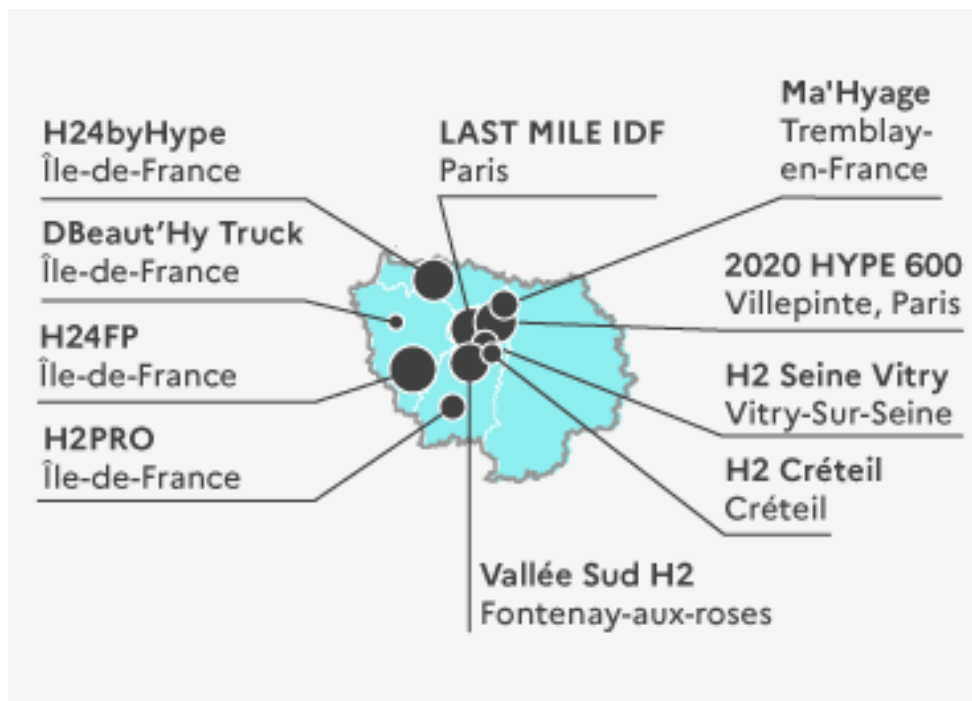 H24byHype
Île-de-France
DBeaut’Hy Truck
Île-de-France
H24FP
Île-de-France
H2PRO
Île-de-France
LAST MILE IDF
Paris
Ma'Hyage
Tremblay-
en-France
2020 HYPE 600
Villepinte, Paris
H2 Seine Vitry
Vitry-Sur-Seine
H2 Créteil
Créteil
Vallée Sud H2
Fontenay-aux-roses